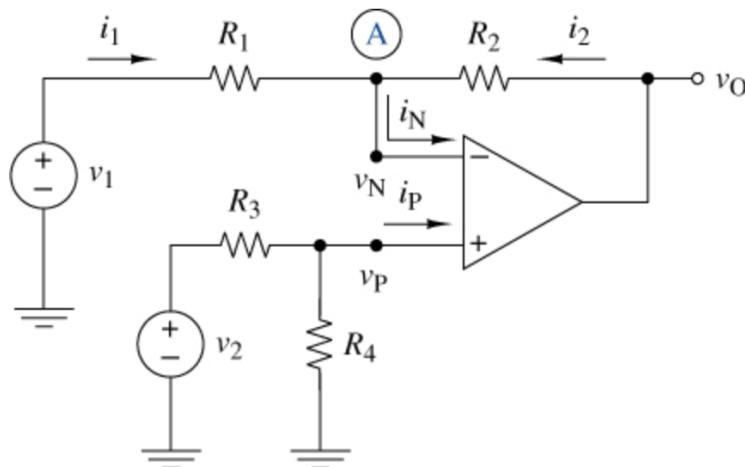 i1 R1 A R2 i2
vO
iN
+ − v1 vN −
R3 iP
+
vP
+ − v2 R4